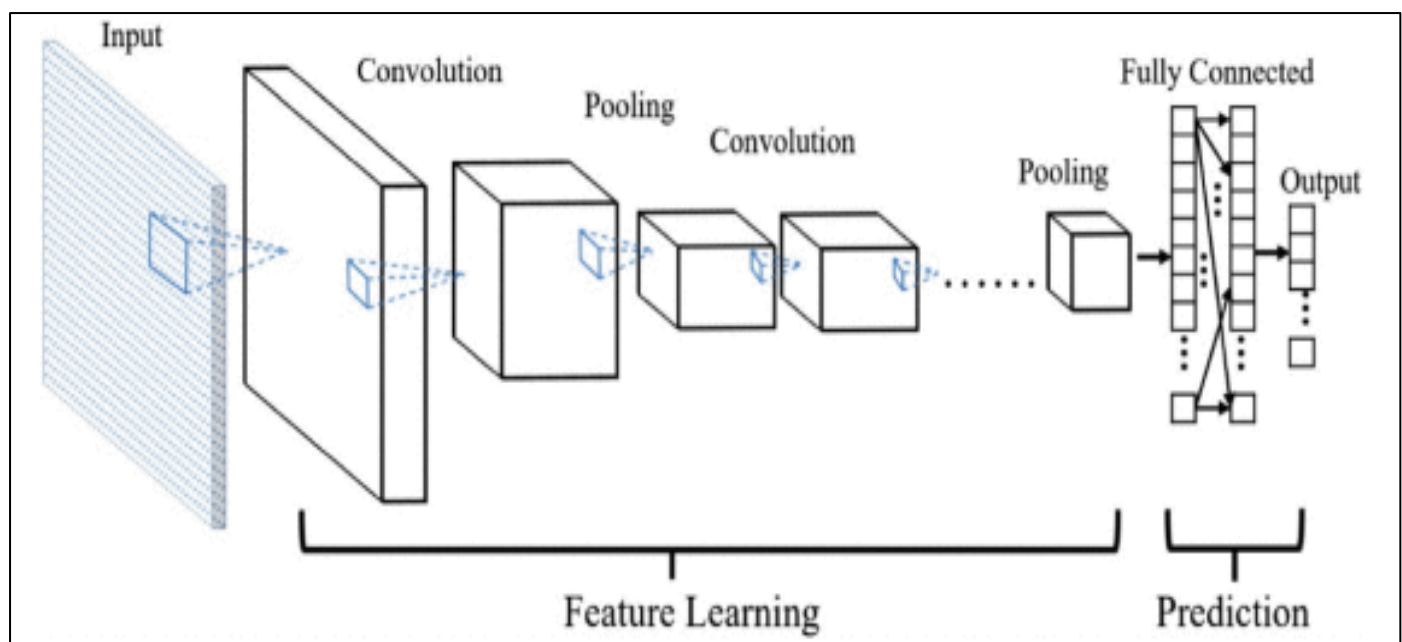 Input
Convolution
Pooling
Convolution
Pooling
Fully Connected
Output
Feature Learning
Prediction